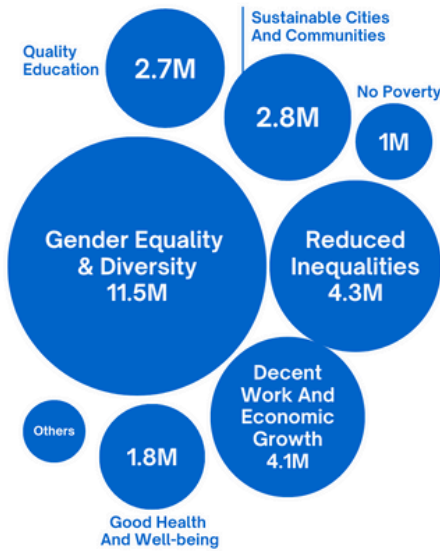 Sustainable Cities
And Communities
Quality
Education
2.7M
2.8M
No Poverty
1M
Gender Equality
& Diversity
11.5M
Reduced
Inequalities
4.3M
Decent
Work And
Economic
Growth
4.1M
Others
1.8M
Good Health
And Well-being